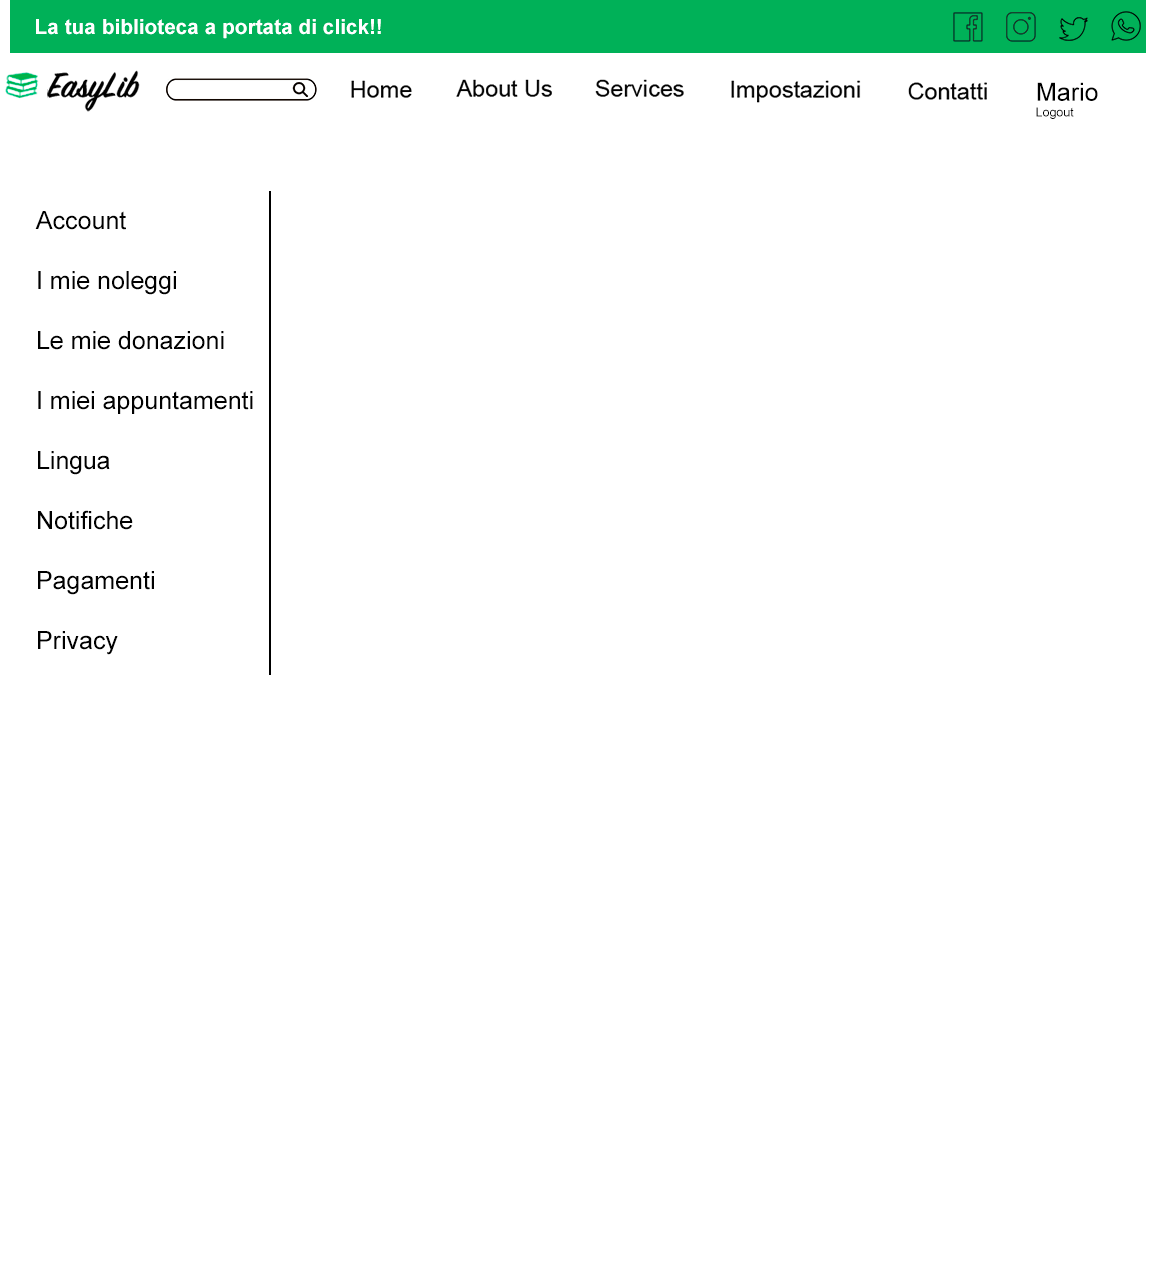 La tua biblioteca a portata di click!!
EasyLib
Home About Us Services Impostazioni Contatti Mario
Logout
Account
I mie noleggi
Le mie donazioni
I miei appuntamenti
Lingua
Notifiche
Pagamenti
Privacy